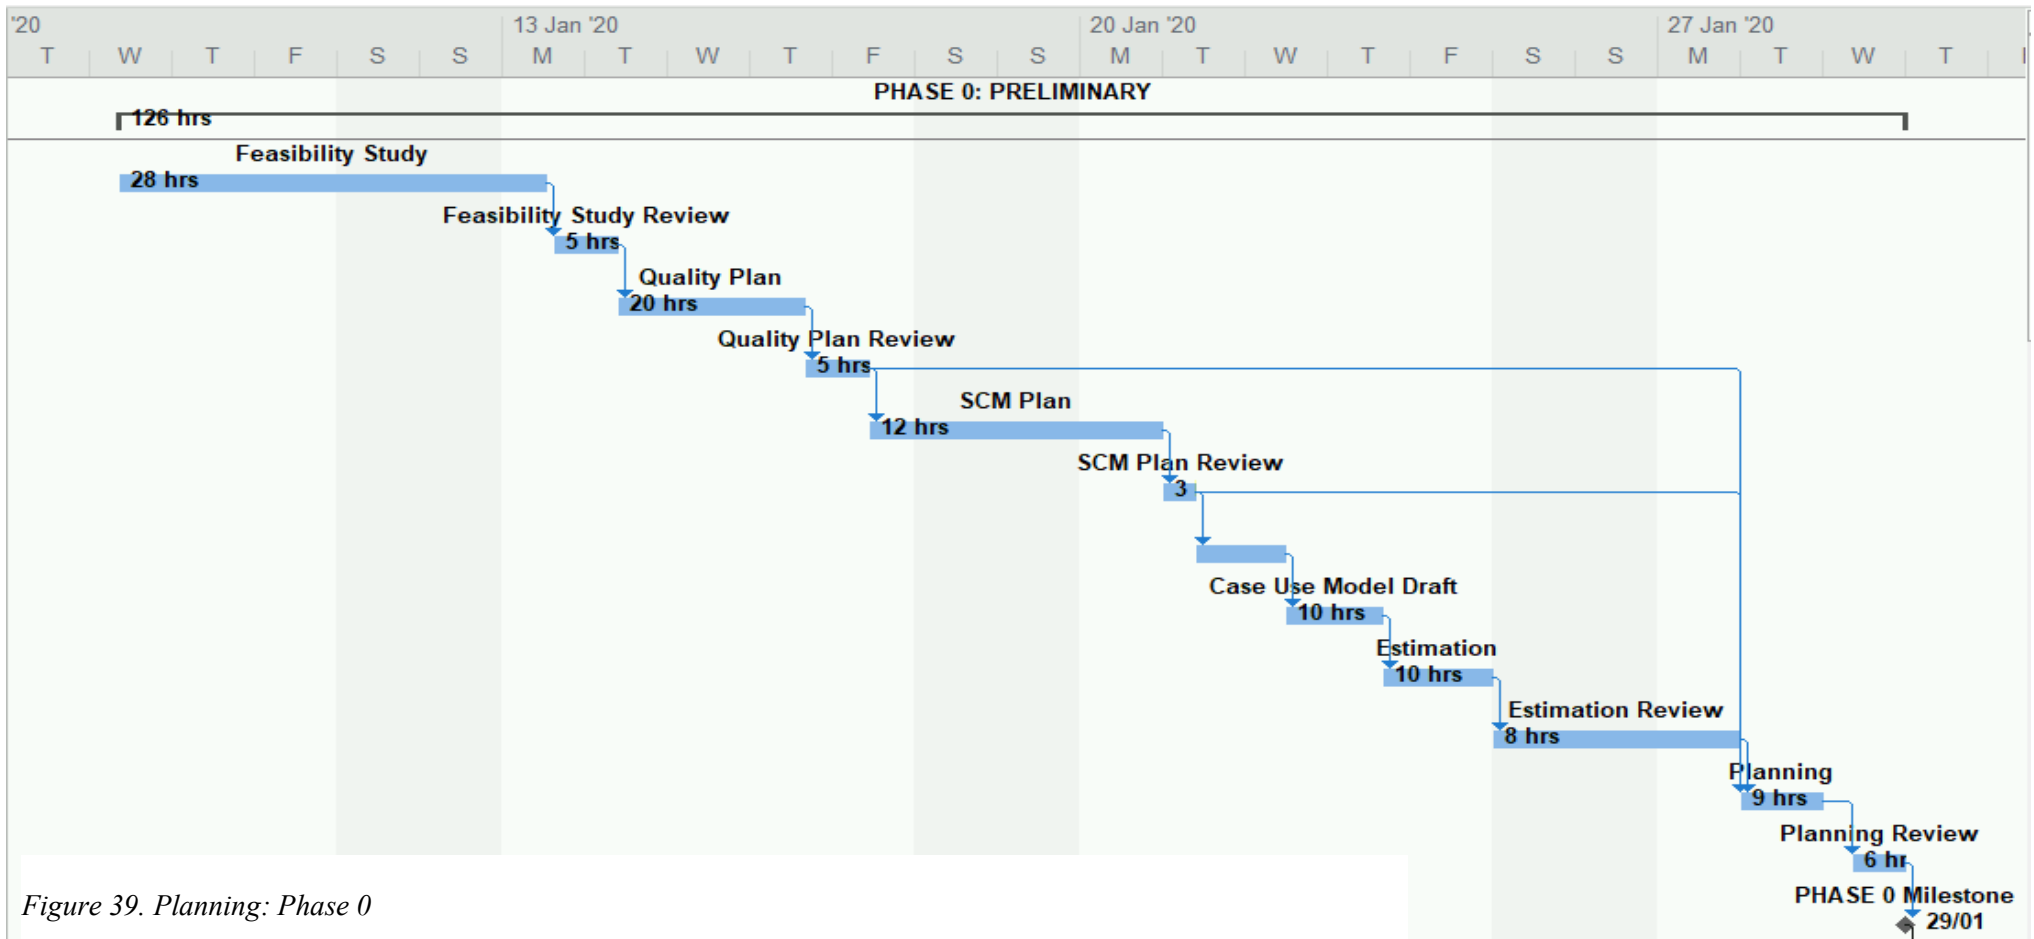 '20 13 Jan '20 20 Jan '20 27 Jan '20
T W T F S S M T W T F S S M T W T F S S M T W T
PHASE 0: PRELIMINARY
126 hrs
Feasibility Study
28 hrs
Feasibility Study Review
5 hrs
Quality Plan
20 hrs
Quality Plan Review
5 hrs
SCM Plan
12 hrs
SCM Plan Review
3
Case Use Model Draft
10 hrs
Estimation
10 hrs
Estimation Review
8 hrs
Planning
9 hrs
Planning Review
6 hr
PHASE 0 Milestone
29/01
Figure 39. Planning: Phase 0